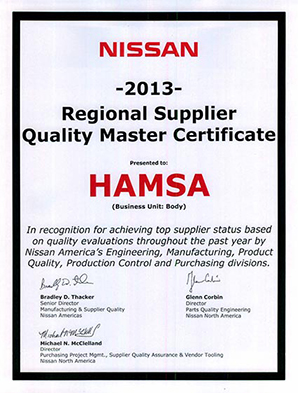 NISSAN
-2013-
Regional Supplier
Quality Master Certificate
Presented to:
HAMSA
(Business Unit: Body)
In recognition for achieving top supplier status based
on quality evaluations throughout the past year by
Nissan America's Engineering, Manufacturing, Product
Quality, Production Control and Purchasing divisions.
Bradley D. Thacker
Senior Director
Manufacturing & Supplier Quality
Nissan Americas
Glenn Corbin
Director
Parts Quality Engineering
Nissan North America
Michael N. McClelland
Director
Purchasing Project Mgmt., Supplier Quality Assurance & Vendor Tooling
Nissan North America